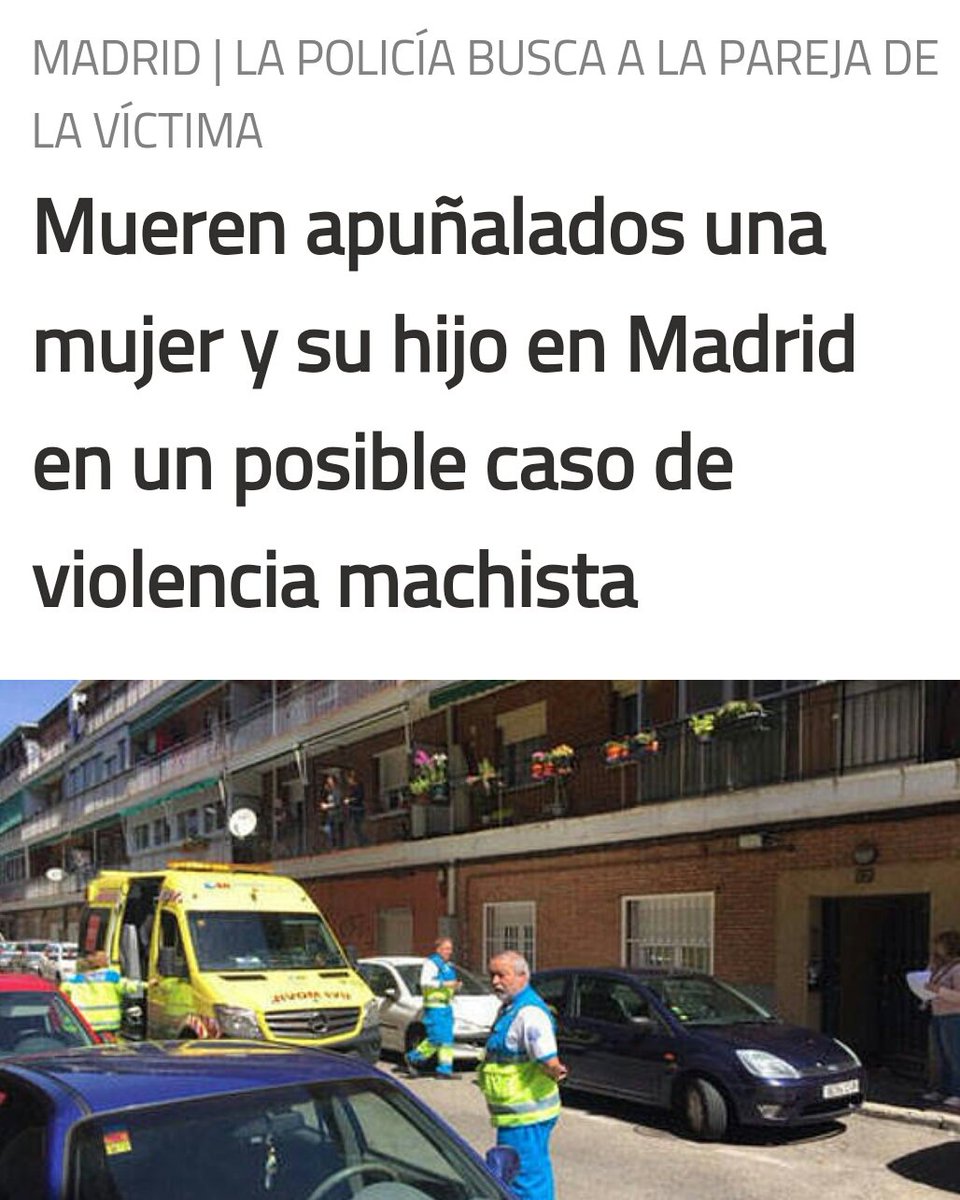 MADRID | LA POLICÍA BUSCA A LA PAREJA DE
LA VÍCTIMA
Mueren apuñalados una
mujer y su hijo en Madrid
en un posible caso de
violencia machista